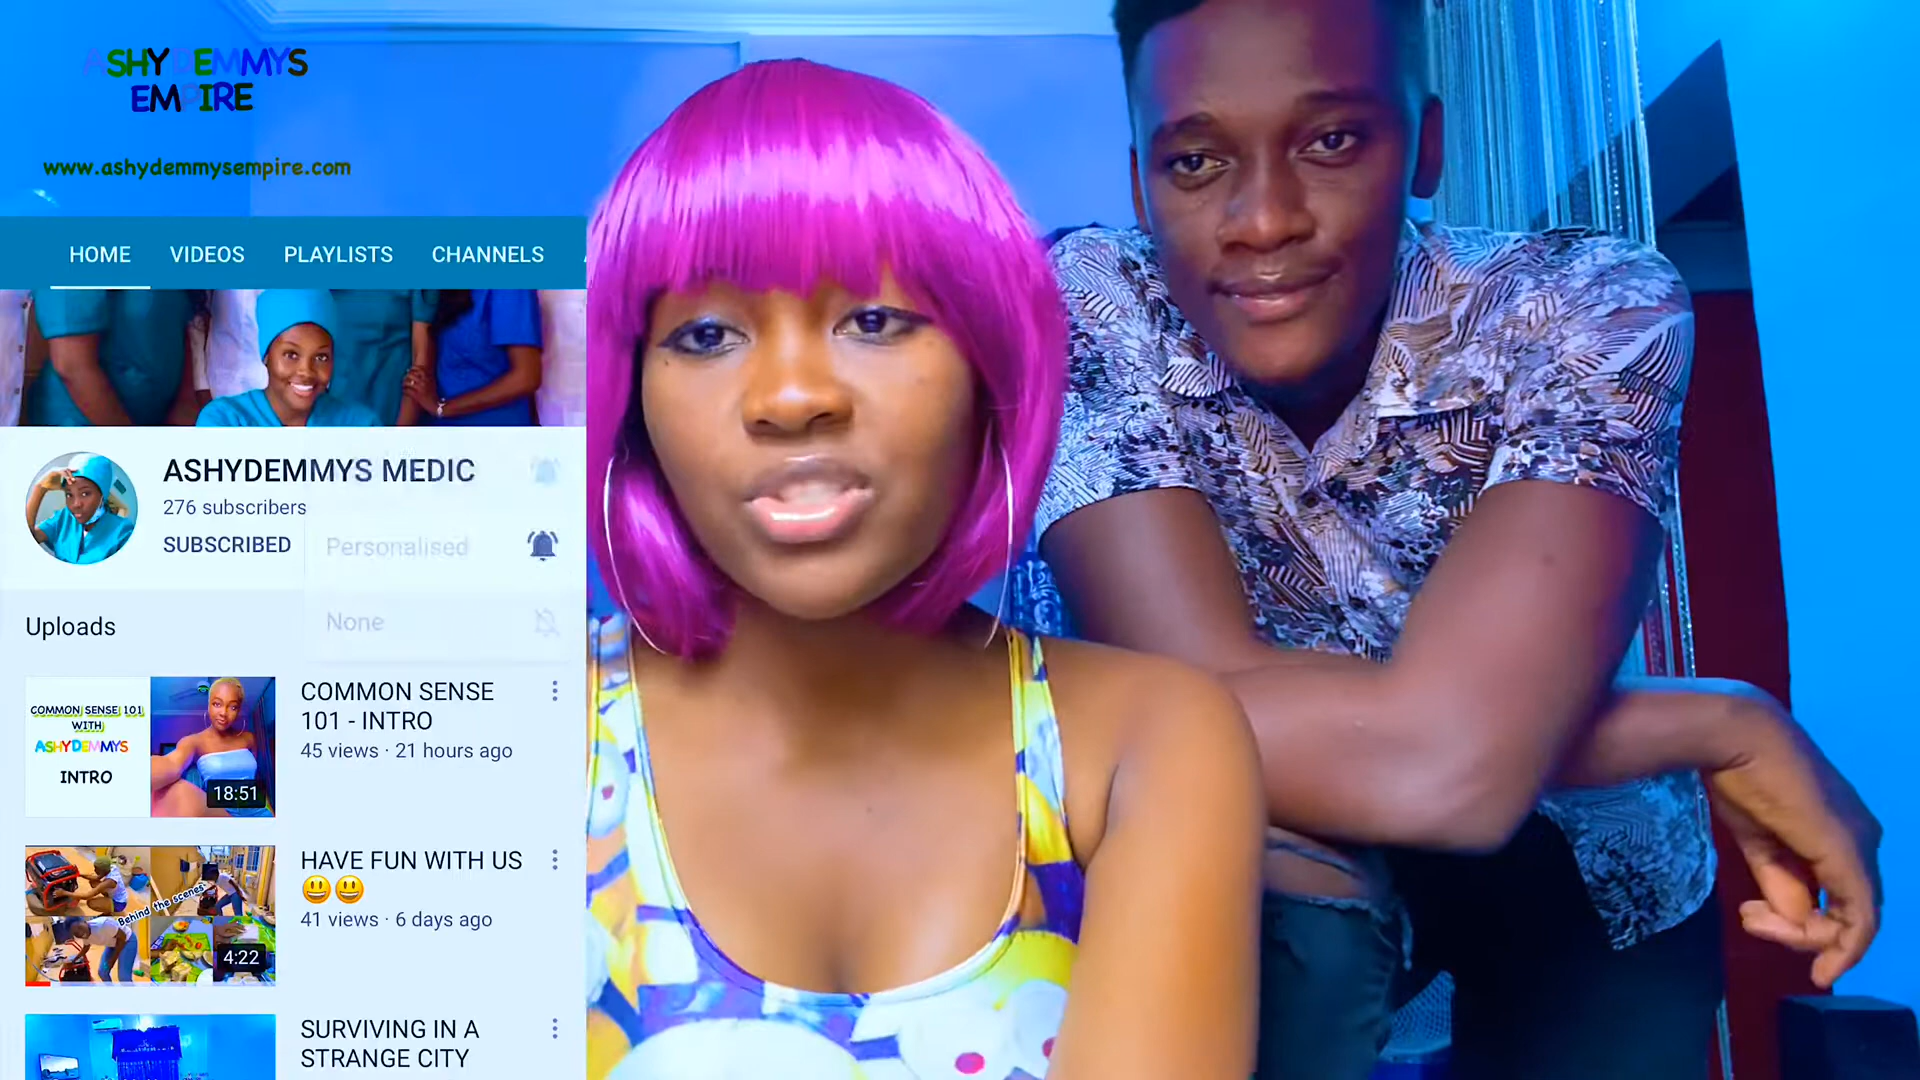 ASHYDEMMYS
EMPIRE
www.ashydemmysempire.com
HOME VIDEOS PLAYLISTS CHANNELS
ASHYDEMMYS MEDIC
276 subscribers
SUBSCRIBED
Personalised
None
Uploads
COMMON SENSE 101
WITH
ASHYDEMMYS
INTRO
18:51
COMMON SENSE
101 - INTRO
45 views · 21 hours ago
Behind the scenes
4:22
HAVE FUN WITH US
😃😃
41 views · 6 days ago
SURVIVING IN A
STRANGE CITY